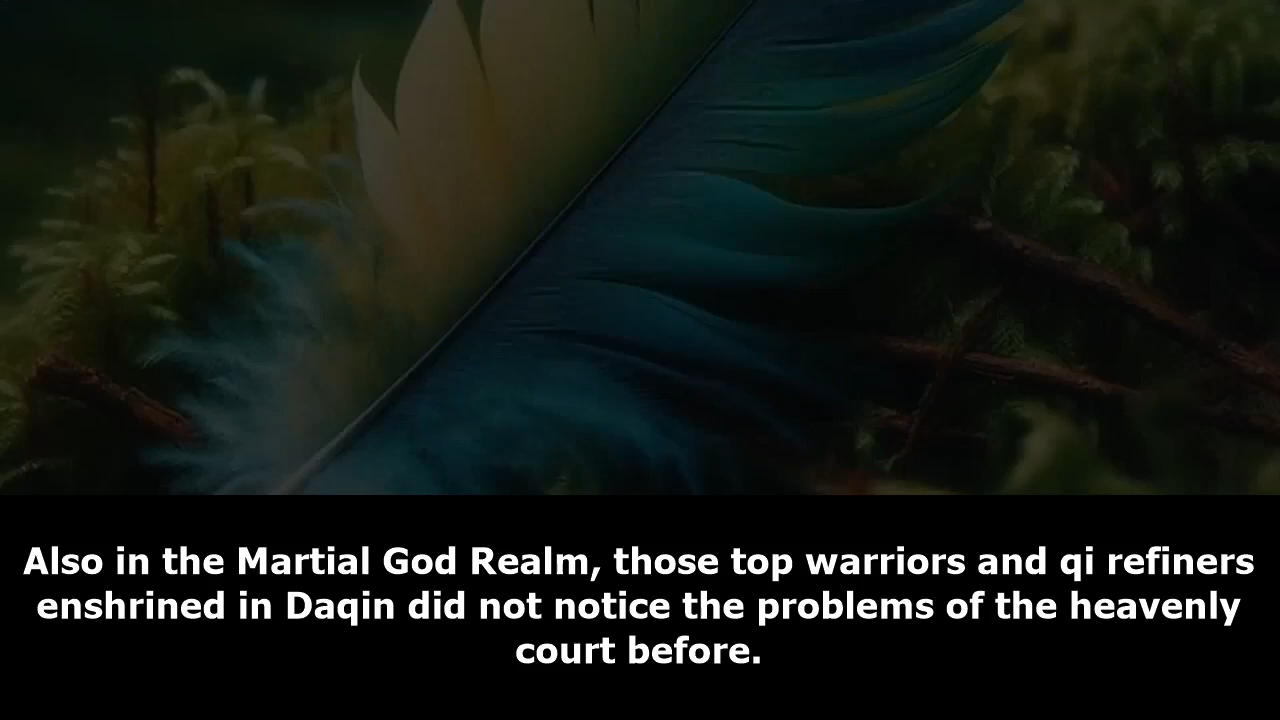 Also in the Martial God Realm, those top warriors and qi refiners
enshrined in Daqin did not notice the problems of the heavenly
court before.